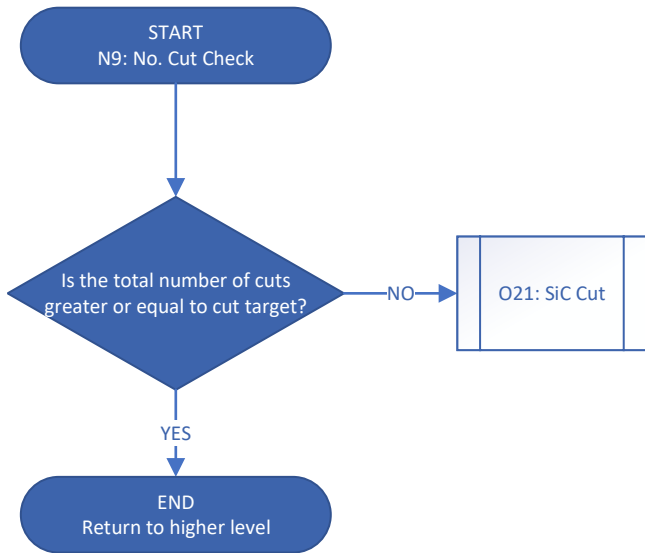 START
N9: No. Cut Check
Is the total number of cuts
greater or equal to cut target?
NO
O21: SiC Cut
YES
END
Return to higher level